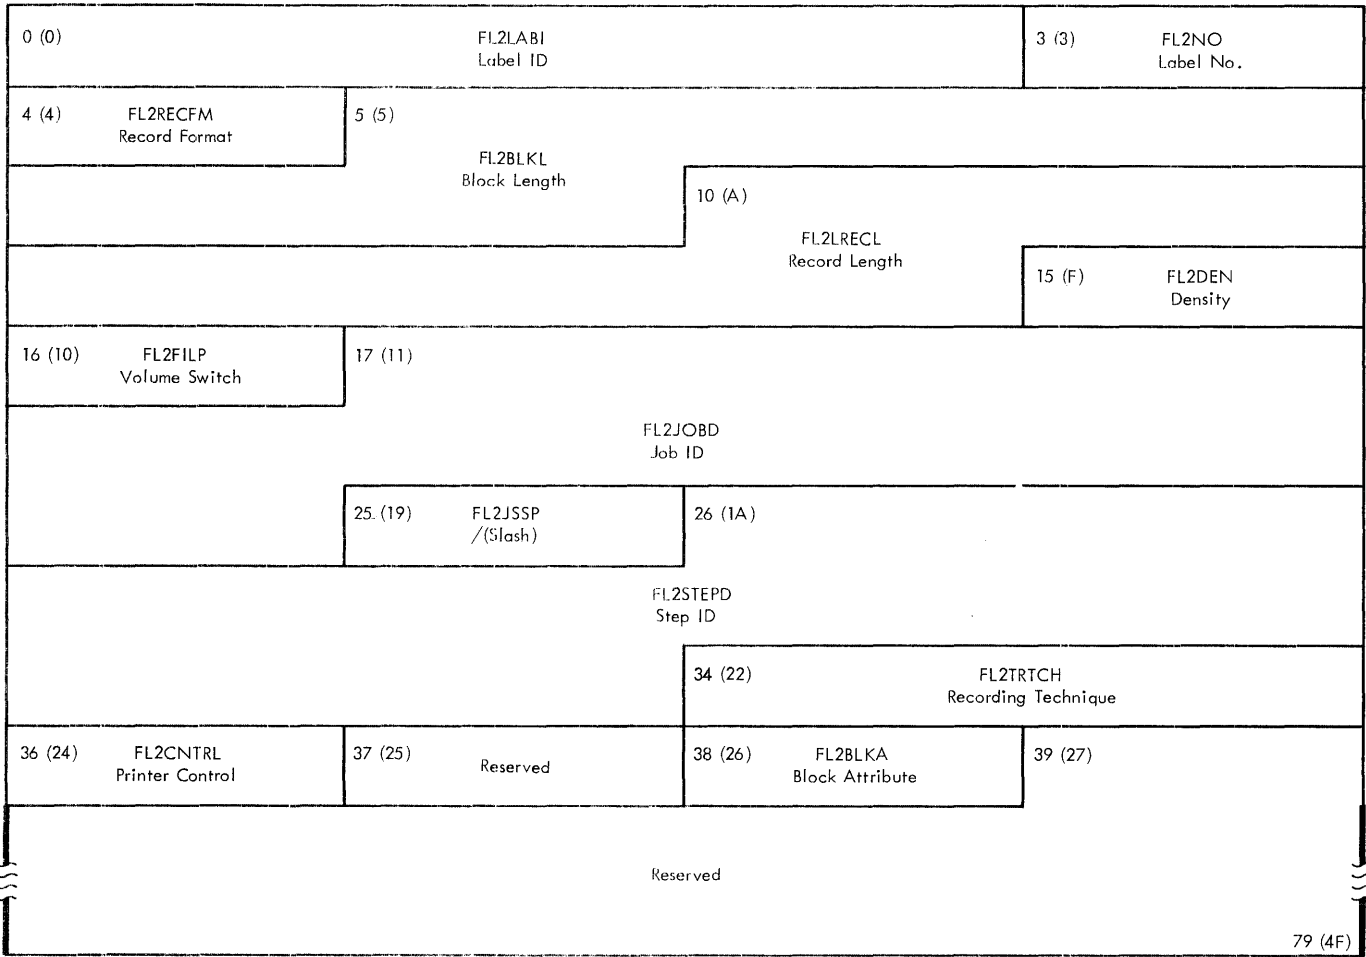 0 (0) FL2LABI
Label ID
3 (3) FL2NO
Label No.
4 (4) FL2RECFM
Record Format
5 (5)
FL2BLKL
Block Length
10 (A)
FL2LRECL
Record Length
15 (F) FL2DEN
Density
16 (10) FL2FILP
Volume Switch
17 (11)
FL2JOBD
Job ID
25 (19) FL2JSSP
/(Slash)
26 (1A)
FL2STEPD
Step ID
34 (22) FL2TRTCH
Recording Technique
36 (24) FL2CNTRL
Printer Control
37 (25) Reserved
38 (26) FL2BLKA
Block Attribute
39 (27)
Reserved
79 (4F)